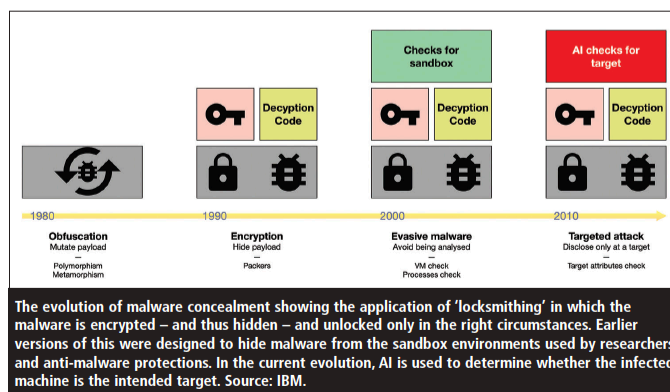 Checks for
sandbox
AI checks for
target
Decyption
Code
Decyption
Code
Decyption
Code
1980
1990
2000
2010
Obfuscation
Mutate payload
—
Polymorphism
Metamorphism
Encryption
Hide payload
—
Packers
Evasive malware
Avoid being analysed
—
VM check
Processes check
Targeted attack
Disclose only at a target
—
Target attributes check
The evolution of malware concealment showing the application of ‘locksmithing’ in which the
malware is encrypted – and thus hidden – and unlocked only in the right circumstances. Earlier
versions of this were designed to hide malware from the sandbox environments used by researchers
and anti-malware protections. In the current evolution, AI is used to determine whether the infected
machine is the intended target. Source: IBM.